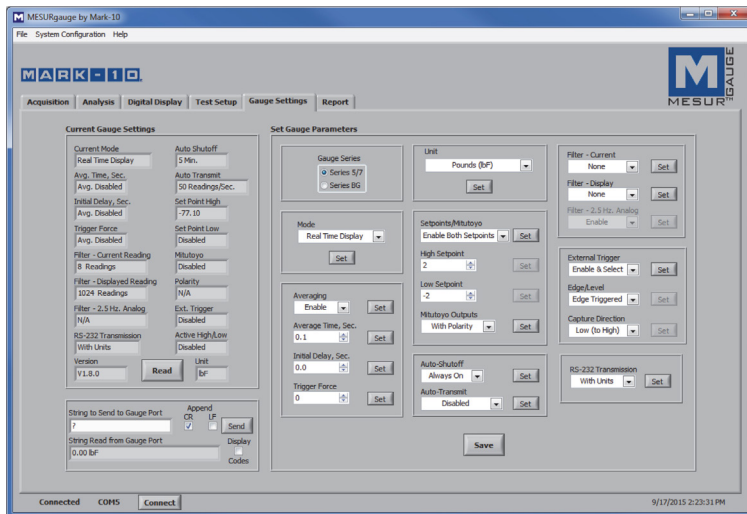 MESURgauge by Mark-10
File System Configuration Help
MARK-10
M
MESUR™ GAUGE
Acquisition Analysis Digital Display Test Setup Gauge Settings Report
Current Gauge Settings
Current Mode
Real Time Display
Avg. Time, Sec.
Avg. Disabled
Initial Delay, Sec.
Avg. Disabled
Trigger Force
Avg. Disabled
Filter - Current Reading
8 Readings
Filter - Displayed Reading
1024 Readings
Filter - 2.5 Hz. Analog
N/A
RS-232 Transmission
With Units
Version
V1.8.0
Read
Auto Shutoff
5 Min.
Auto Transmit
50 Readings/Sec.
Set Point High
-77.10
Set Point Low
Disabled
Mitutoyo
Disabled
Polarity
N/A
Ext. Trigger
Disabled
Active High/Low
Disabled
Unit
lbF
String to Send to Gauge Port
?
Append
CR LF
Send
String Read from Gauge Port
0.00 lbF
Display
Codes
Set Gauge Parameters
Gauge Series
Series 5/7
Series BG
Mode
Real Time Display
Set
Averaging
Enable Set
Average Time, Sec.
0.1 Set
Initial Delay, Sec.
0.0 Set
Trigger Force
0 Set
Unit
Pounds (lbF)
Set
Setpoints/Mitutoyo
Enable Both Setpoints Set
High Setpoint
2 Set
Low Setpoint
-2 Set
Mitutoyo Outputs
With Polarity Set
Auto-Shutoff
Always On Set
Auto-Transmit
Disabled Set
Save
Filter - Current
None Set
Filter - Display
None Set
Filter - 2.5 Hz. Analog
Enable Set
External Trigger
Enable & Select Set
Edge/Level
Edge Triggered Set
Capture Direction
Low (to High) Set
RS-232 Transmission
With Units Set
Connected COM5 Connect 9/17/2015 2:23:31 PM